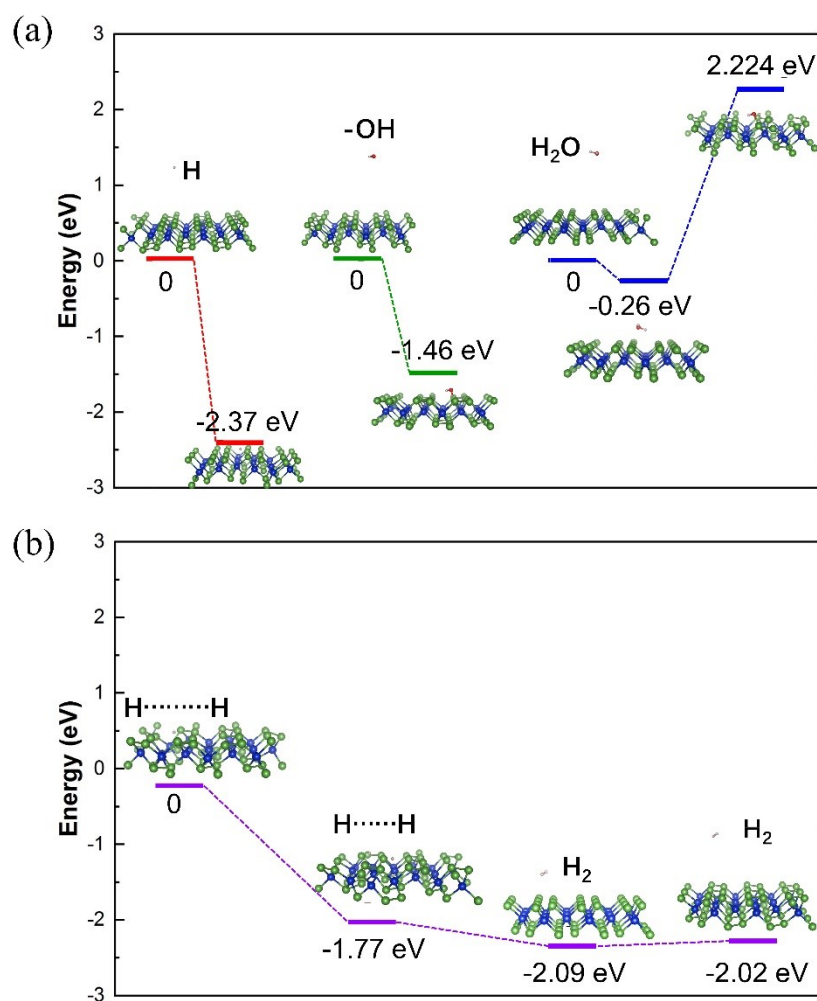 (a)
Energy (eV)
3
2
1
0
-1
-2
-3
H
0
-2.37 eV
-OH
0
-1.46 eV
H₂O
0
-0.26 eV
2.224 eV
(b)
Energy (eV)
3
2
1
0
-1
-2
-3
H········H
0
H······H
-1.77 eV
H₂
-2.09 eV
H₂
-2.02 eV